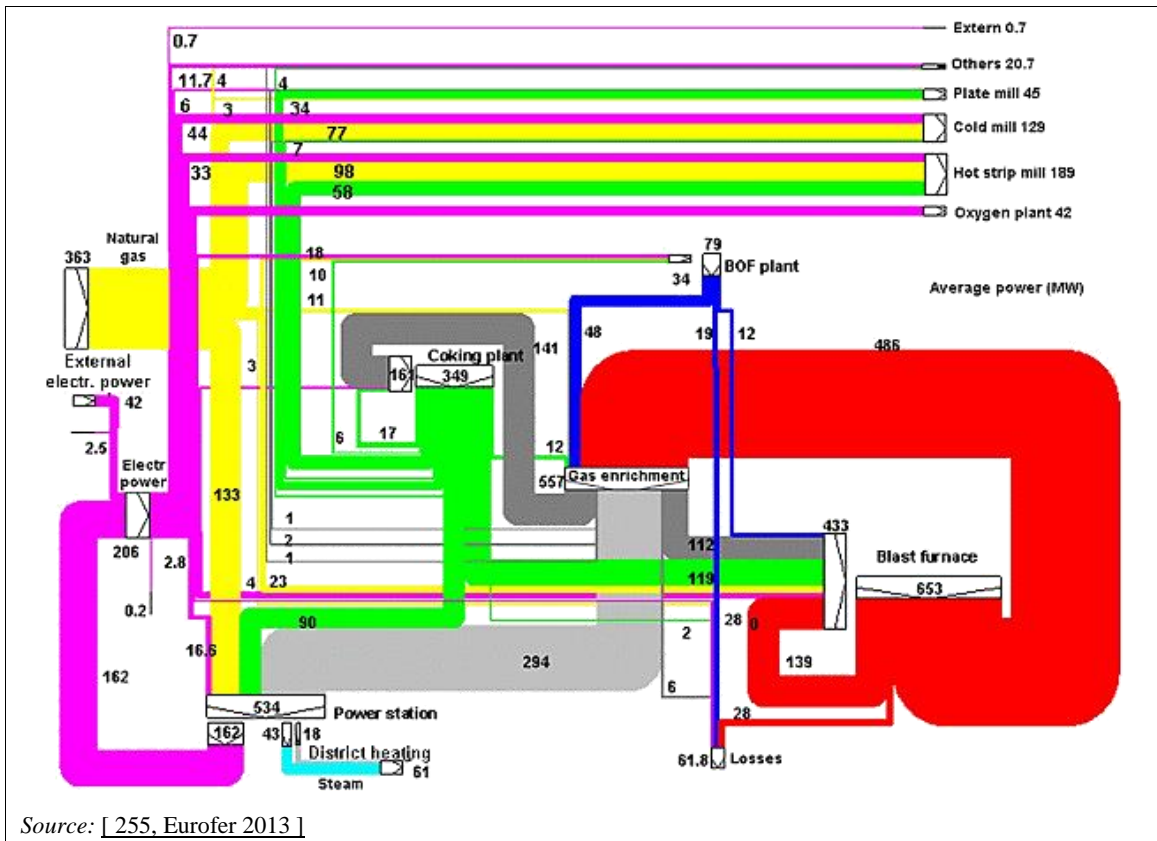 Extern 0.7
0.7
Others 20.7
11.7 4 4
Plate mill 45
6 3 34
Cold mill 129
44 77
7
Hot strip mill 189
33 98
58
Oxygen plant 42
Natural
gas
363
18
79
BOF plant
10
34
Average power (MW)
11
48
19
12
486
141
3
Coking plant
161
349
External
electr. power
42
2.5
6
17
12
Electr
power
557
Gas enrichment
133
1
433
2
112
Blast furnace
206
2.8
1
4 23
119
653
0.2
90
2
28
0
16.6
162
294
139
6
534
Power station
28
162
43
18
District heating
61
Steam
61.8
Losses
Source: [ 255, Eurofer 2013 ]